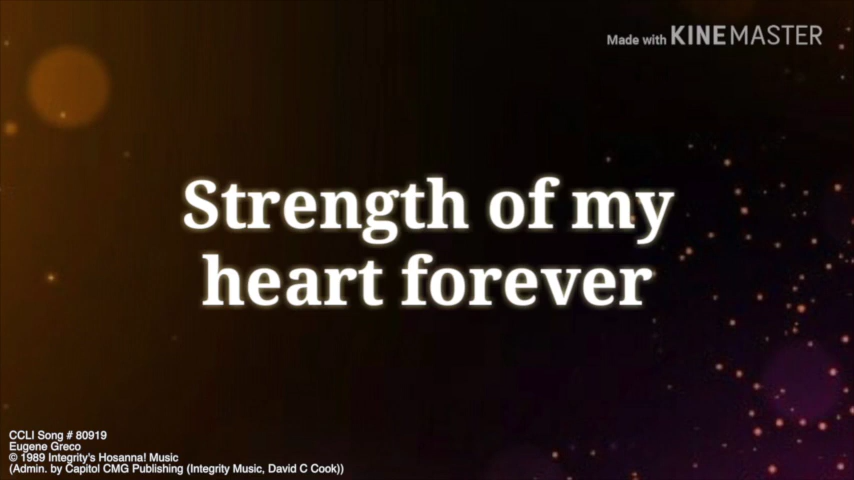 Made with KINEMASTER
Strength of my
heart forever
CCLI Song # 80919
Eugene Greco
© 1989 Integrity's Hosanna! Music
(Admin. by Capitol CMG Publishing (Integrity Music, David C Cook))